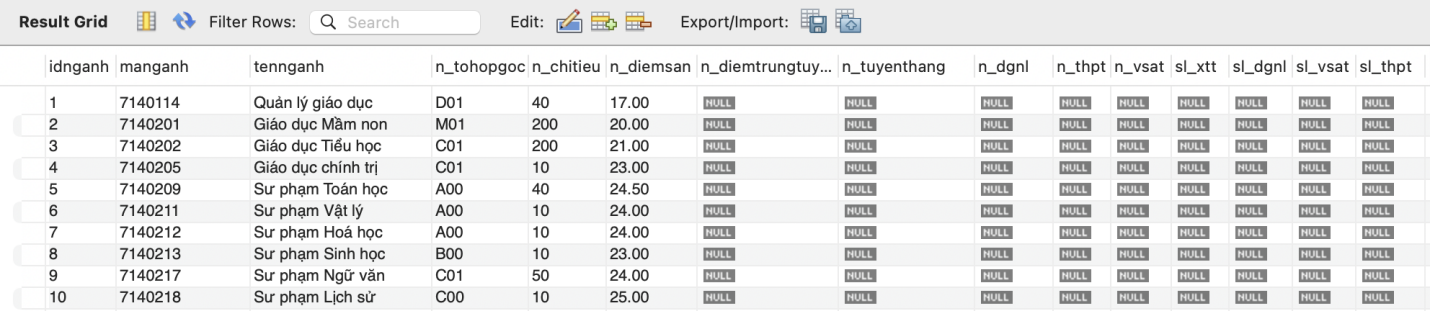 Result Grid Filter Rows: Search Edit: Export/Import:
idnganh manganh tennganh n_tohopgoc n_chitieu n_diemsan n_diemtrungtuy... n_tuyenthang n_dgnl n_thpt n_vsat sl_xtt sl_dgnl sl_vsat sl_thpt
1 7140114 Quản lý giáo dục D01 40 17.00 NULL NULL NULL NULL NULL NULL NULL NULL NULL
2 7140201 Giáo dục Mầm non M01 200 20.00 NULL NULL NULL NULL NULL NULL NULL NULL NULL
3 7140202 Giáo dục Tiểu học C01 200 21.00 NULL NULL NULL NULL NULL NULL NULL NULL NULL
4 7140205 Giáo dục chính trị C01 10 23.00 NULL NULL NULL NULL NULL NULL NULL NULL NULL
5 7140209 Sư phạm Toán học A00 40 24.50 NULL NULL NULL NULL NULL NULL NULL NULL NULL
6 7140211 Sư phạm Vật lý A00 10 24.00 NULL NULL NULL NULL NULL NULL NULL NULL NULL
7 7140212 Sư phạm Hoá học A00 10 24.00 NULL NULL NULL NULL NULL NULL NULL NULL NULL
8 7140213 Sư phạm Sinh học B00 10 23.00 NULL NULL NULL NULL NULL NULL NULL NULL NULL
9 7140217 Sư phạm Ngữ văn C01 50 24.00 NULL NULL NULL NULL NULL NULL NULL NULL NULL
10 7140218 Sư phạm Lịch sử C00 10 25.00 NULL NULL NULL NULL NULL NULL NULL NULL NULL